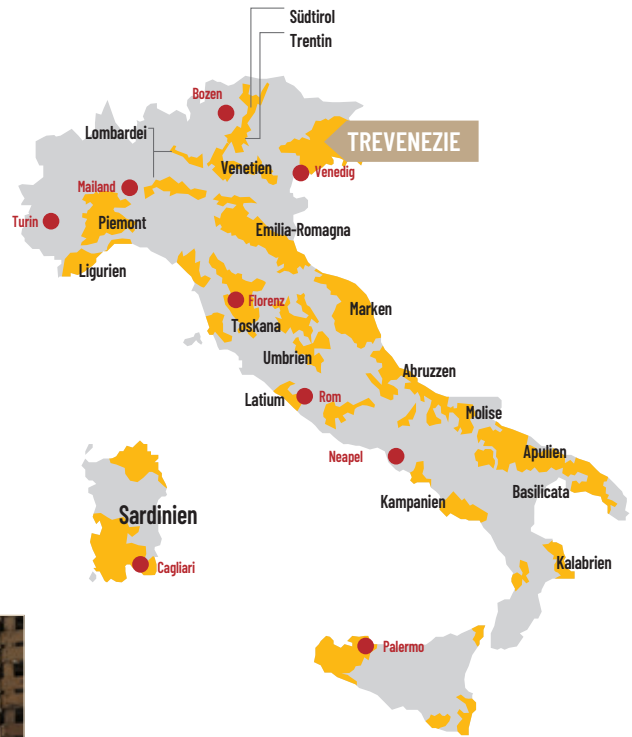 Südtirol
Trentin
Bozen
Lombardei
TREVENEZIE
Venetien
Venedig
Mailand
Turin
Piemont
Emilia-Romagna
Ligurien
Florenz
Marken
Toskana
Umbrien
Abruzzen
Latium
Rom
Molise
Neapel
Apulien
Kampanien
Basilicata
Sardinien
Kalabrien
Cagliari
Palermo